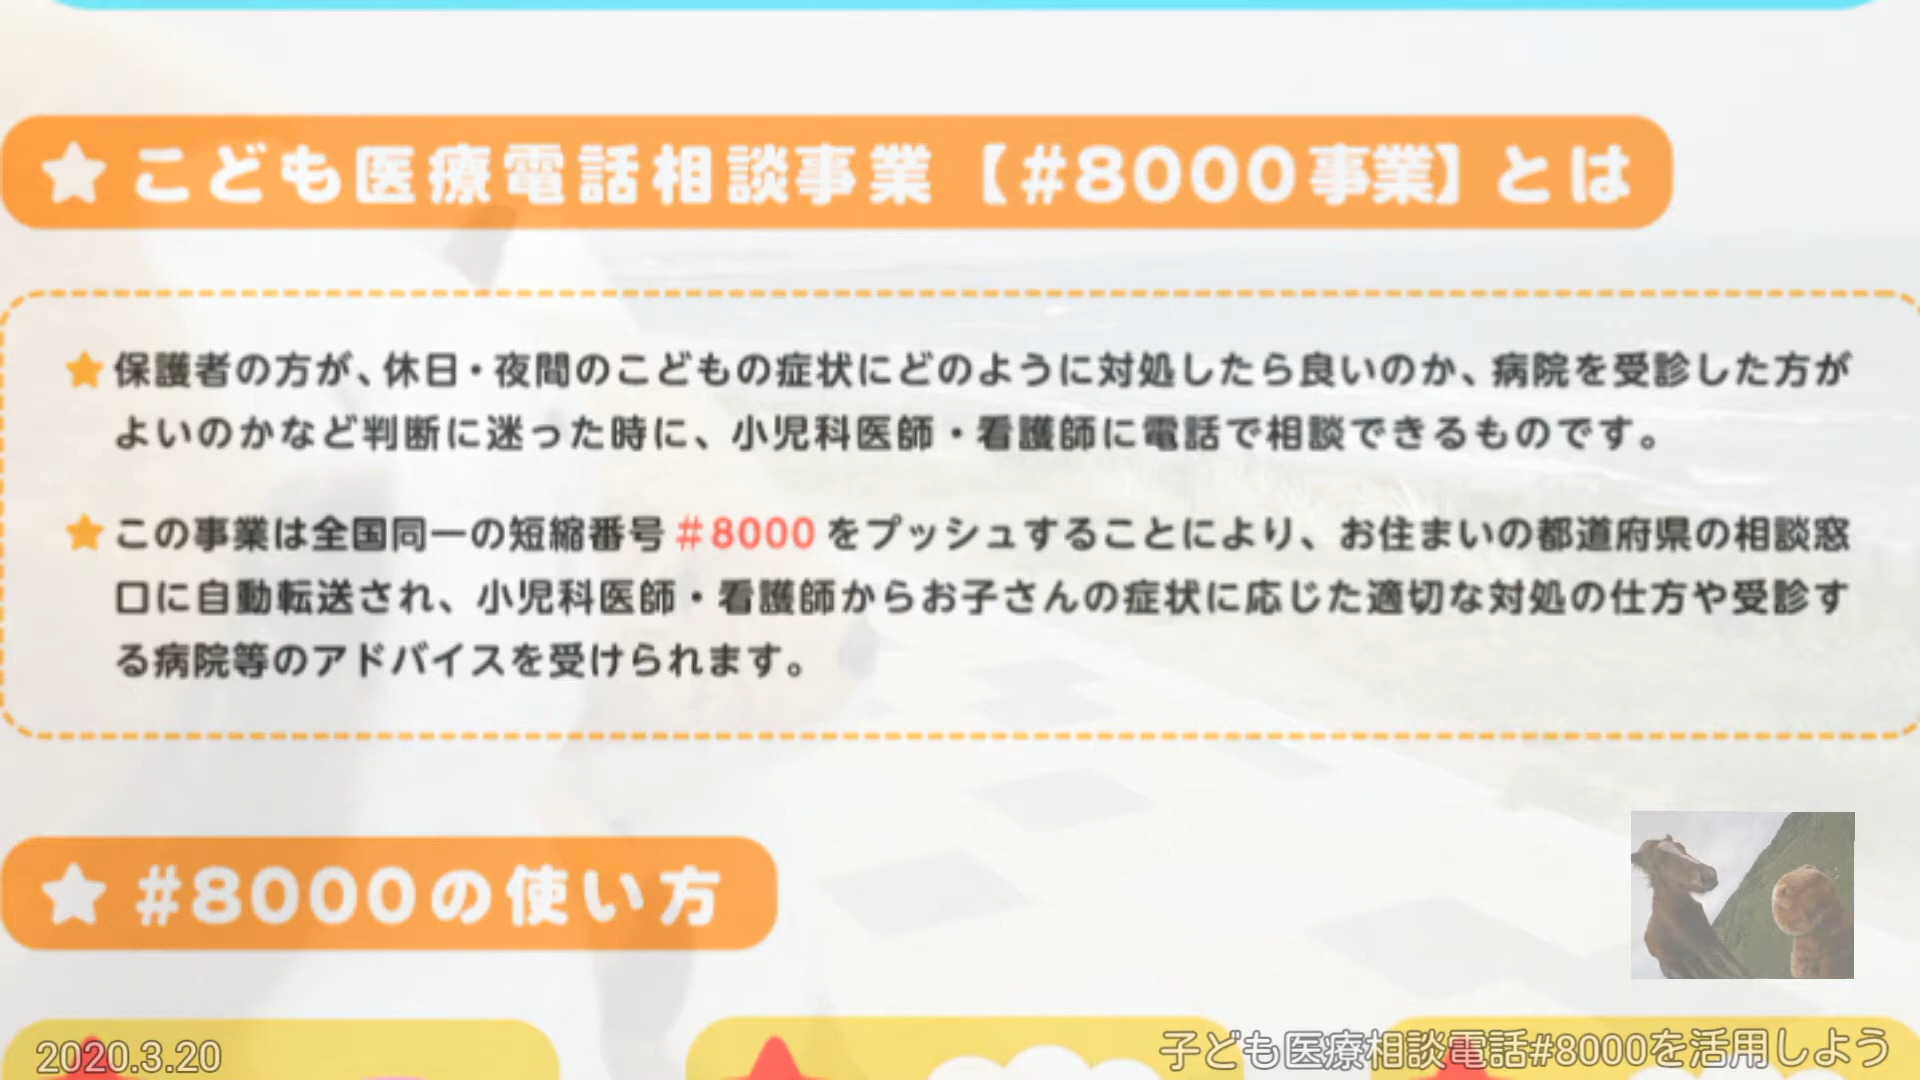 ★こども医療電話相談事業【#8000事業】とは
★保護者の方が、休日・夜間のこどもの症状にどのように対処したら良いのか、病院を受診した方が
よいのかなど判断に迷った時に、小児科医師・看護師に電話で相談できるものです。
★この事業は全国同一の短縮番号#8000をプッシュすることにより、お住まいの都道府県の相談窓
口に自動転送され、小児科医師・看護師からお子さんの症状に応じた適切な対処の仕方や受診す
る病院等のアドバイスを受けられます。
★#8000の使い方
2020.3.20
子ども医療相談電話#8000を活用しよう